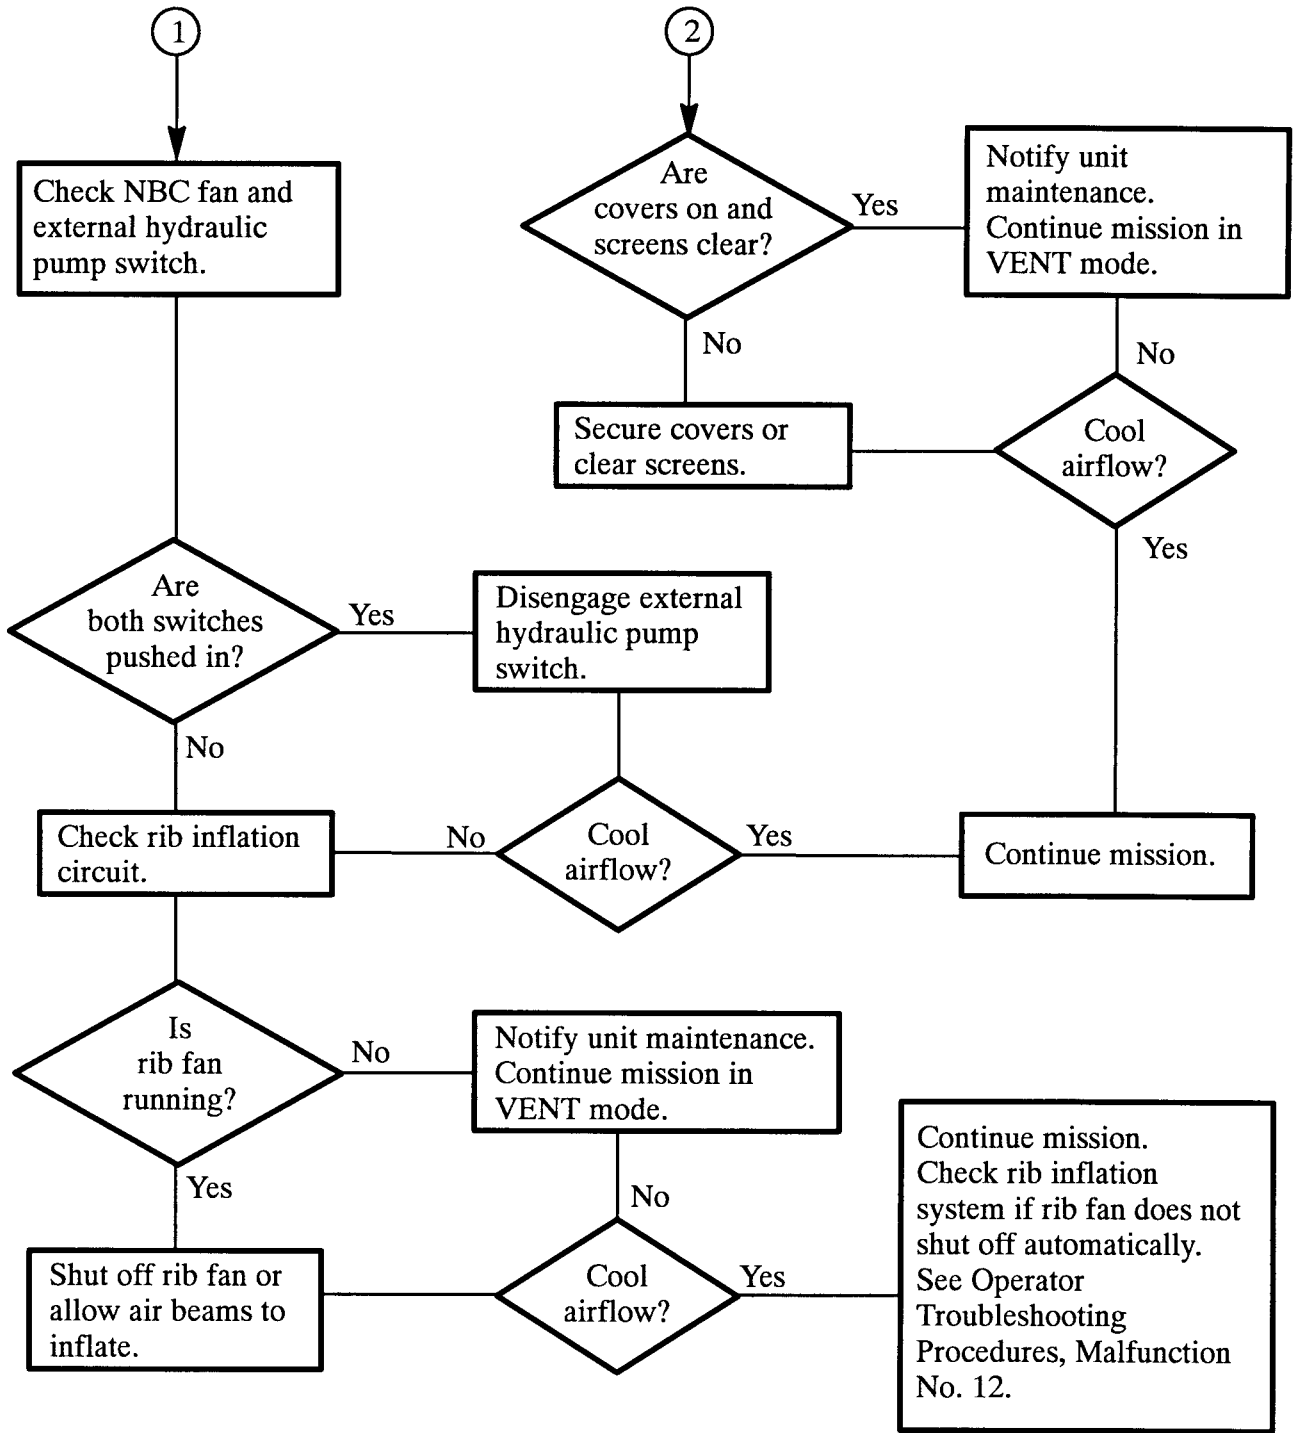 1
2
Check NBC fan and
external hydraulic
pump switch.
Are
covers on and
screens clear?
Yes
Notify unit
maintenance.
Continue mission in
VENT mode.
No
No
Secure covers or
clear screens.
Cool
airflow?
Yes
Are
both switches
pushed in?
Yes
Disengage external
hydraulic pump
switch.
No
Check rib inflation
circuit.
No
Cool
airflow?
Yes
Continue mission.
Is
rib fan
running?
No
Notify unit maintenance.
Continue mission in
VENT mode.
Yes
No
Shut off rib fan or
allow air beams to
inflate.
Cool
airflow?
Yes
Continue mission.
Check rib inflation
system if rib fan does not
shut off automatically.
See Operator
Troubleshooting
Procedures, Malfunction
No. 12.